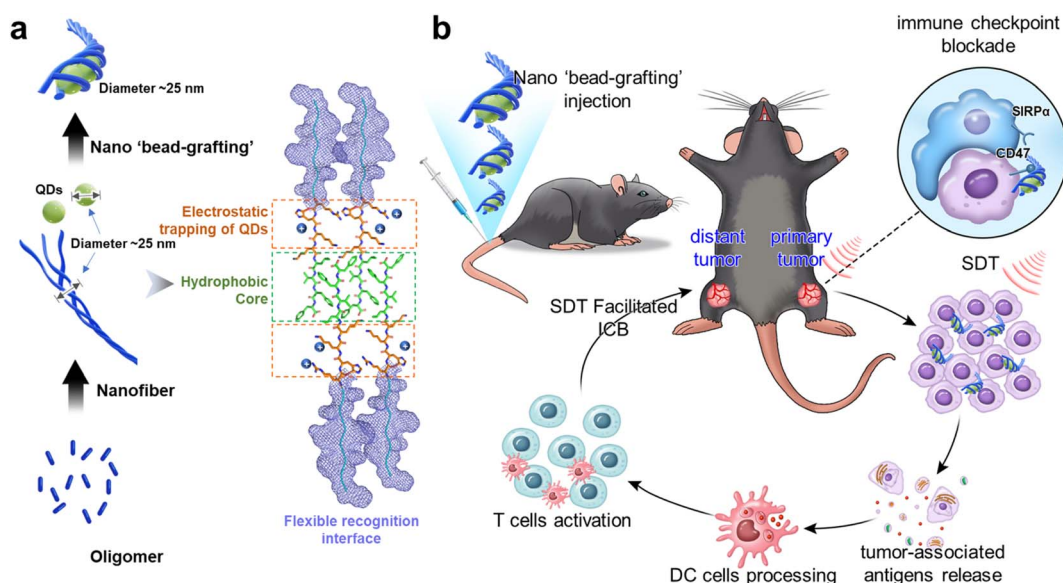 a
Diameter ~25 nm
Nano ‘bead-grafting’
QDs
Diameter ~25 nm
Nanofiber
Oligomer
Electrostatic
trapping of QDs
Hydrophobic
Core
Flexible recognition
interface
b
Nano ‘bead-grafting’
injection
distant
tumor
primary
tumor
immune checkpoint
blockade
SIRPα
CD47
SDT
SDT Facilitated
ICB
T cells activation
DC cells processing
tumor-associated
antigens release